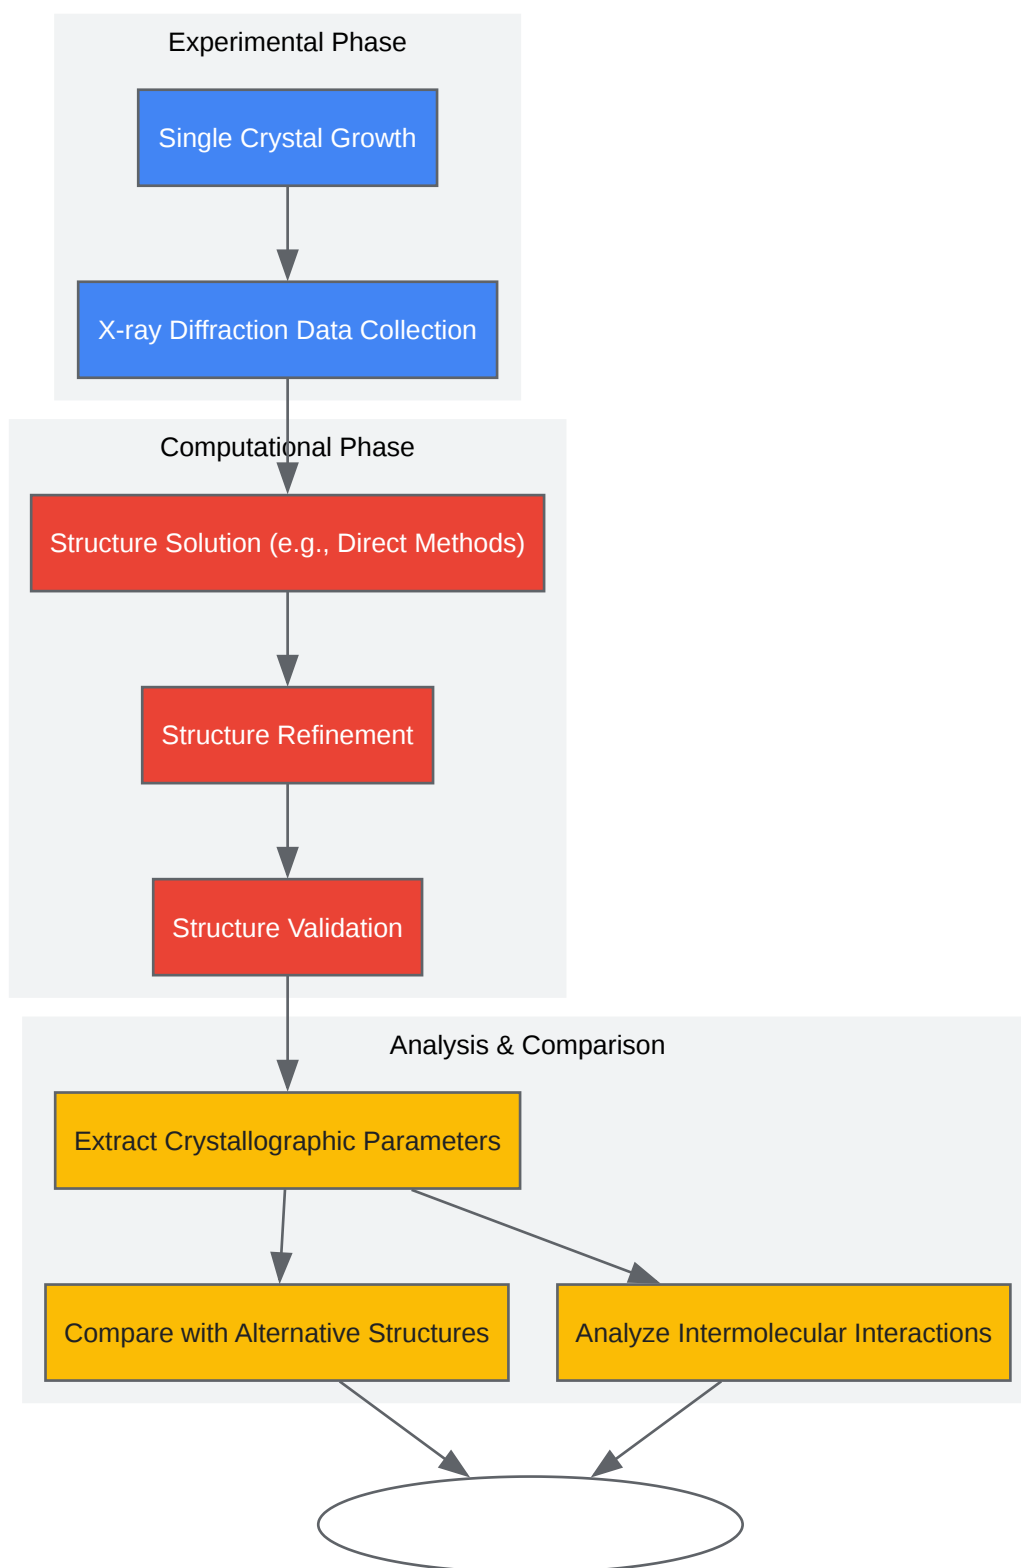 Experimental Phase
Single Crystal Growth
X-ray Diffraction Data Collection
Computational Phase
Structure Solution (e.g., Direct Methods)
Structure Refinement
Structure Validation
Analysis & Comparison
Extract Crystallographic Parameters
Compare with Alternative Structures
Analyze Intermolecular Interactions